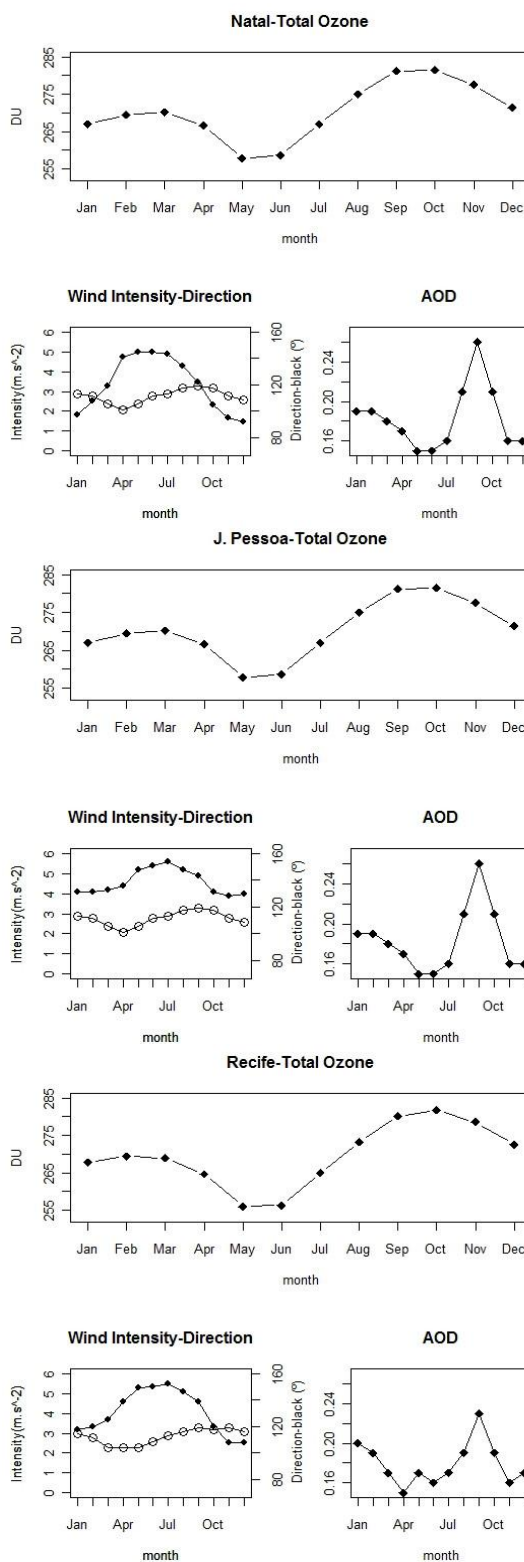 Natal-Total Ozone
285
275
265
255
DU
Jan Feb Mar Apr May Jun Jul Aug Sep Oct Nov Dec
month
Wind Intensity-Direction
AOD
Intensity(m.s^-2)
6
5
4
3
2
1
0
160
120
80
Direction-black (º)
0.24
0.20
0.16
Jan Apr Jul Oct
Jan Apr Jul Oct
month
month
J. Pessoa-Total Ozone
285
275
265
255
DU
Jan Feb Mar Apr May Jun Jul Aug Sep Oct Nov Dec
month
Wind Intensity-Direction
AOD
Intensity(m.s^-2)
6
5
4
3
2
1
0
160
120
80
Direction-black (º)
0.24
0.20
0.16
Jan Apr Jul Oct
Jan Apr Jul Oct
month
month
Recife-Total Ozone
285
275
265
255
DU
Jan Feb Mar Apr May Jun Jul Aug Sep Oct Nov Dec
month
Wind Intensity-Direction
AOD
Intensity(m.s^-2)
6
5
4
3
2
1
0
160
120
80
Direction-black (º)
0.24
0.20
0.16
Jan Apr Jul Oct
Jan Apr Jul Oct
month
month